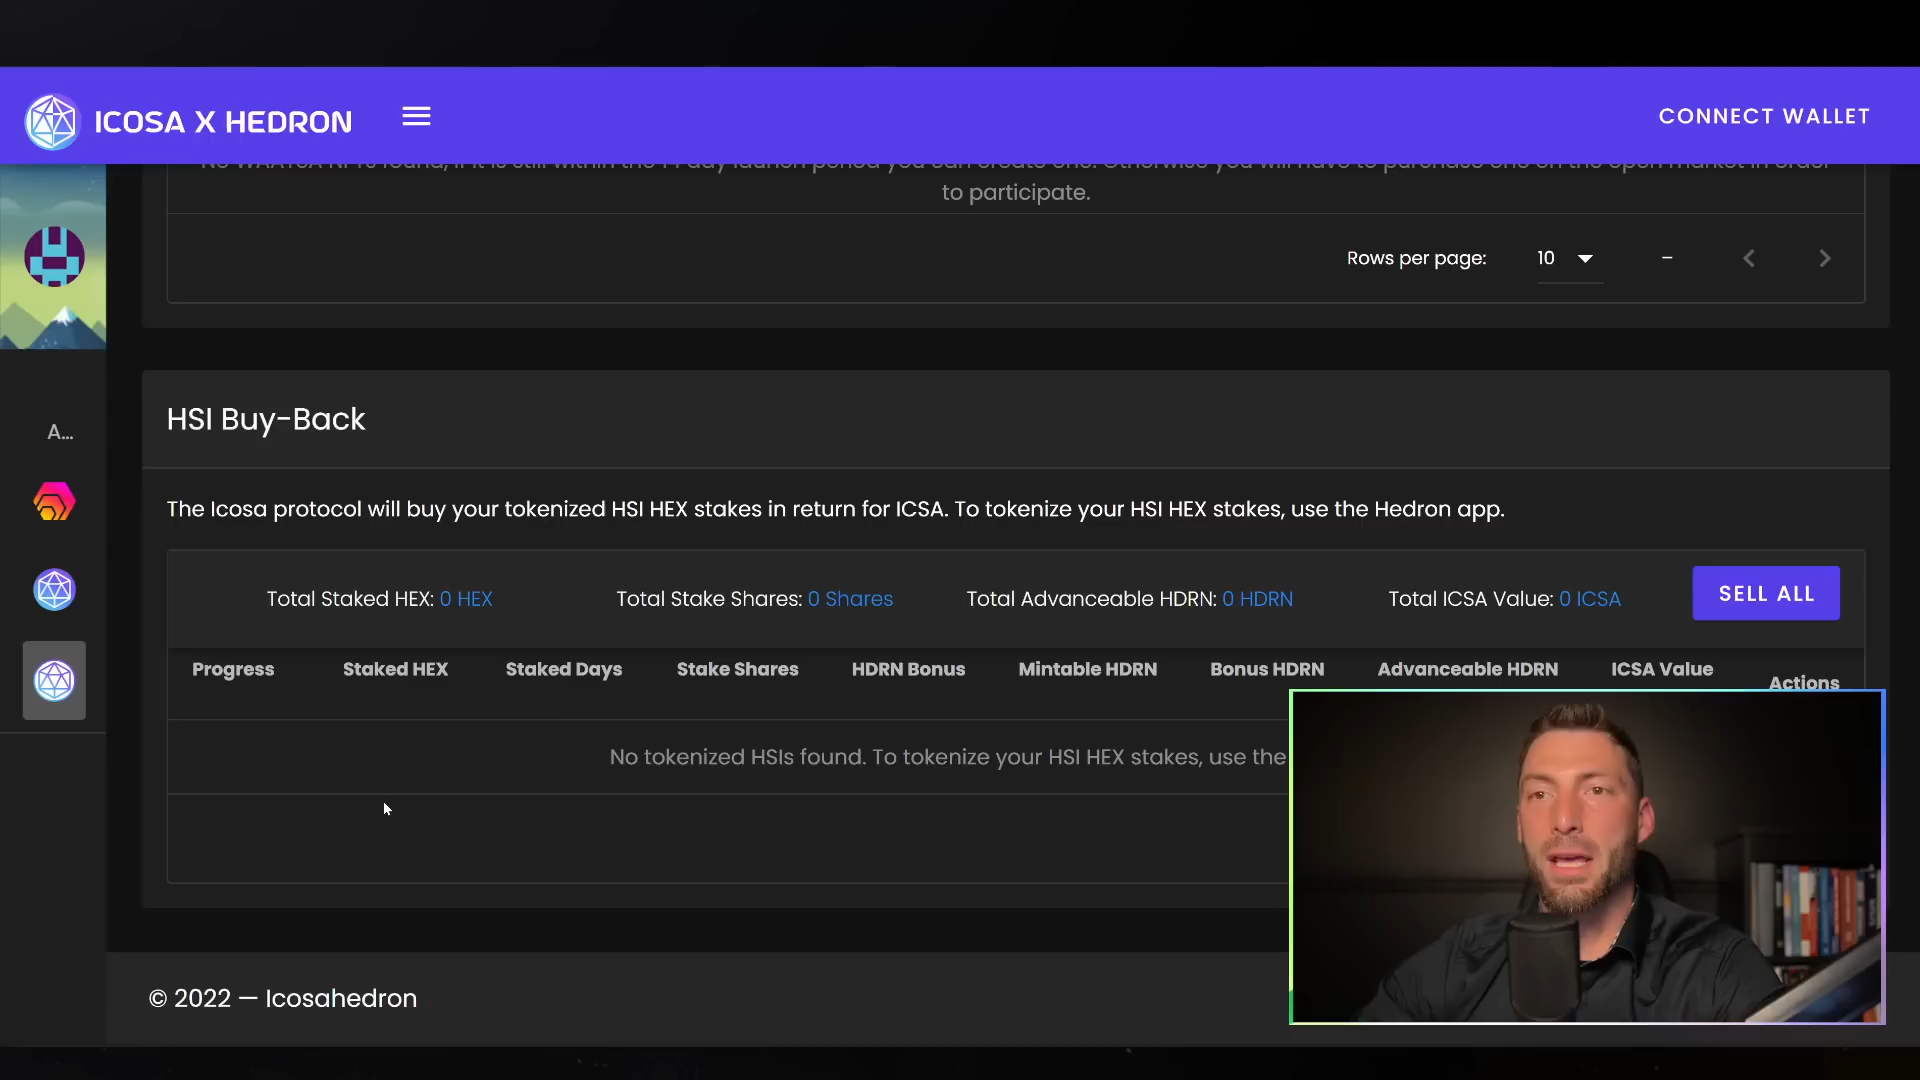 ICOSA X HEDRON
CONNECT WALLET
to participate.
Rows per page: 10 –
A...
HSI Buy-Back
The Icosa protocol will buy your tokenized HSI HEX stakes in return for ICSA. To tokenize your HSI HEX stakes, use the Hedron app.
Total Staked HEX: 0 HEX Total Stake Shares: 0 Shares Total Advanceable HDRN: 0 HDRN Total ICSA Value: 0 ICSA SELL ALL
Progress Staked HEX Staked Days Stake Shares HDRN Bonus Mintable HDRN Bonus HDRN Advanceable HDRN ICSA Value Actions
No tokenized HSIs found. To tokenize your HSI HEX stakes, use the
© 2022 — Icosahedron